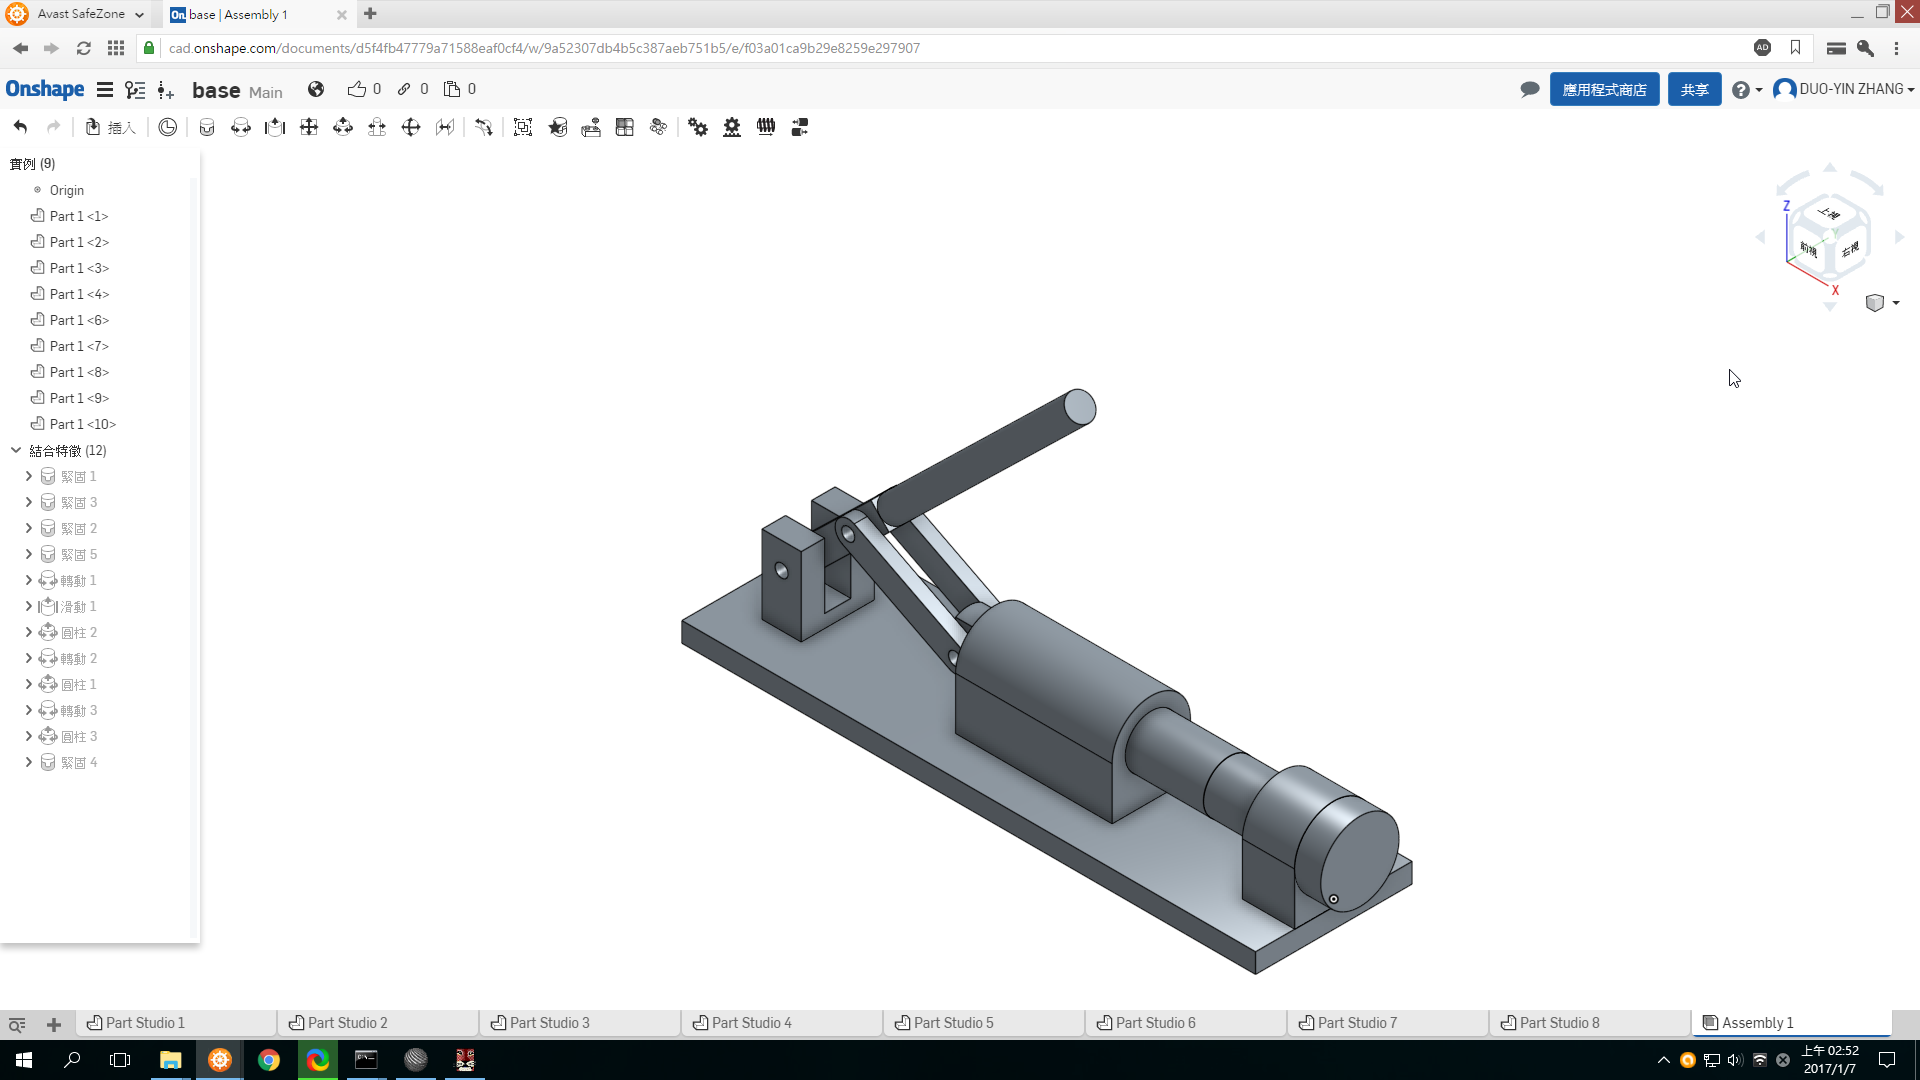 Avast SafeZone
On. base | Assembly 1
cad.onshape.com/documents/d5f4fb47779a71588eaf0cf4/w/9a52307db4b5c387aeb751b5/e/f03a01ca9b29e8259e297907
AD
Onshape
base Main
0
0
0
應用程式商店
共享
DUO-YIN ZHANG
插入
實例 (9)
Origin
Part 1 <1>
Part 1 <2>
Part 1 <3>
Part 1 <4>
Part 1 <6>
Part 1 <7>
Part 1 <8>
Part 1 <9>
Part 1 <10>
結合特徵 (12)
緊固 1
緊固 3
緊固 2
緊固 5
轉動 1
滑動 1
圓柱 2
轉動 2
圓柱 1
轉動 3
圓柱 3
緊固 4
Z
上視
Y
前視
右視
X
Part Studio 1
Part Studio 2
Part Studio 3
Part Studio 4
Part Studio 5
Part Studio 6
Part Studio 7
Part Studio 8
Assembly 1
上午 02:52
2017/1/7